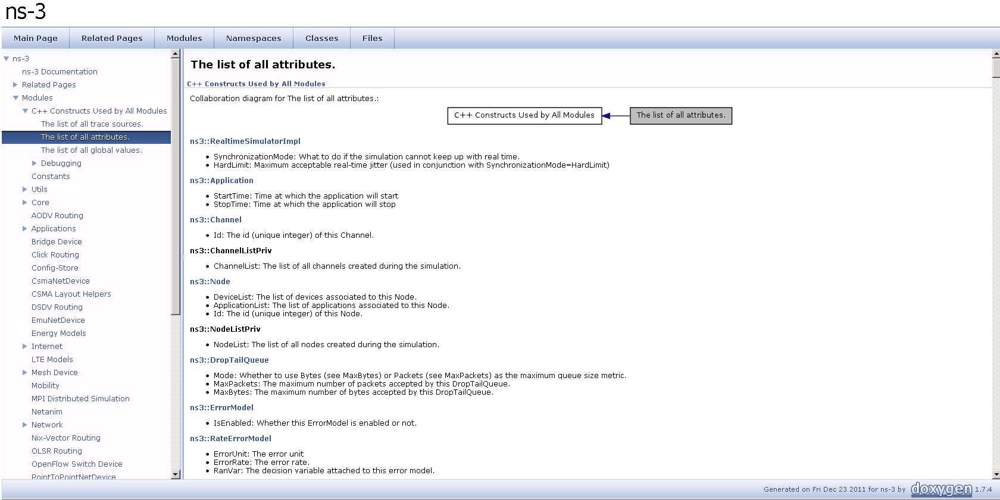 ns-3
Main Page
Related Pages
Modules
Namespaces
Classes
Files
ns-3
ns-3 Documentation
Related Pages
Modules
C++ Constructs Used by All Modules
The list of all trace sources.
The list of all attributes.
The list of all global values.
Debugging
Constants
Utils
Core
AODV Routing
Applications
Bridge Device
Click Routing
Config-Store
CsmaNetDevice
CSMA Layout Helpers
DSDV Routing
EmuNetDevice
Energy Models
Internet
LTE Models
Mesh Device
Mobility
MPI Distributed Simulation
Netanim
Network
Nix-Vector Routing
OLSR Routing
OpenFlow Switch Device
PointToPointNetDevice
The list of all attributes.
C++ Constructs Used by All Modules
Collaboration diagram for The list of all attributes.:
C++ Constructs Used by All Modules
The list of all attributes.
ns3::RealtimeSimulatorImpl
• SynchronizationMode: What to do if the simulation cannot keep up with real time.
• HardLimit: Maximum acceptable real-time jitter (used in conjunction with SynchronizationMode=HardLimit)
ns3::Application
• StartTime: Time at which the application will start
• StopTime: Time at which the application will stop
ns3::Channel
• Id: The id (unique integer) of this Channel.
ns3::ChannelListPriv
• ChannelList: The list of all channels created during the simulation.
ns3::Node
• DeviceList: The list of devices associated to this Node.
• ApplicationList: The list of applications associated to this Node.
• Id: The id (unique integer) of this Node.
ns3::NodeListPriv
• NodeList: The list of all nodes created during the simulation.
ns3::DropTailQueue
• Mode: Whether to use Bytes (see MaxBytes) or Packets (see MaxPackets) as the maximum queue size metric.
• MaxPackets: The maximum number of packets accepted by this DropTailQueue.
• MaxBytes: The maximum number of bytes accepted by this DropTailQueue.
ns3::ErrorModel
• IsEnabled: Whether this ErrorModel is enabled or not.
ns3::RateErrorModel
• ErrorUnit: The error unit
• ErrorRate: The error rate.
• RanVar: The decision variable attached to this error model.
Generated on Fri Dec 23 2011 for ns-3 by doxygen 1.7.4